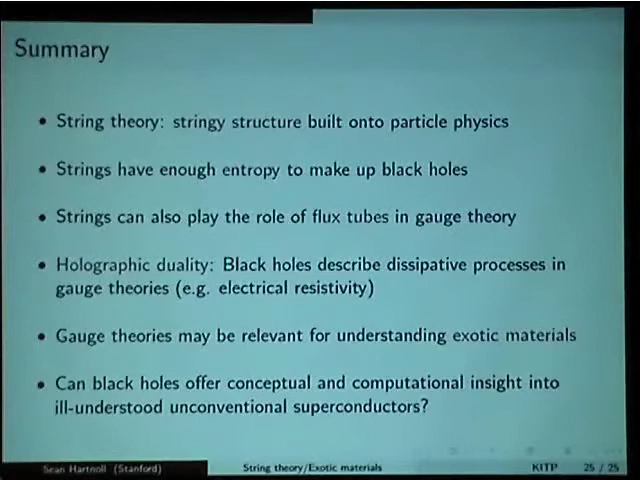 Summary
• String theory: stringy structure built onto particle physics
• Strings have enough entropy to make up black holes
• Strings can also play the role of flux tubes in gauge theory
• Holographic duality: Black holes describe dissipative processes in
gauge theories (e.g. electrical resistivity)
• Gauge theories may be relevant for understanding exotic materials
• Can black holes offer conceptual and computational insight into
ill-understood unconventional superconductors?
Sean Hartnoll (Stanford) String theory/Exotic materials KITP 25 / 25